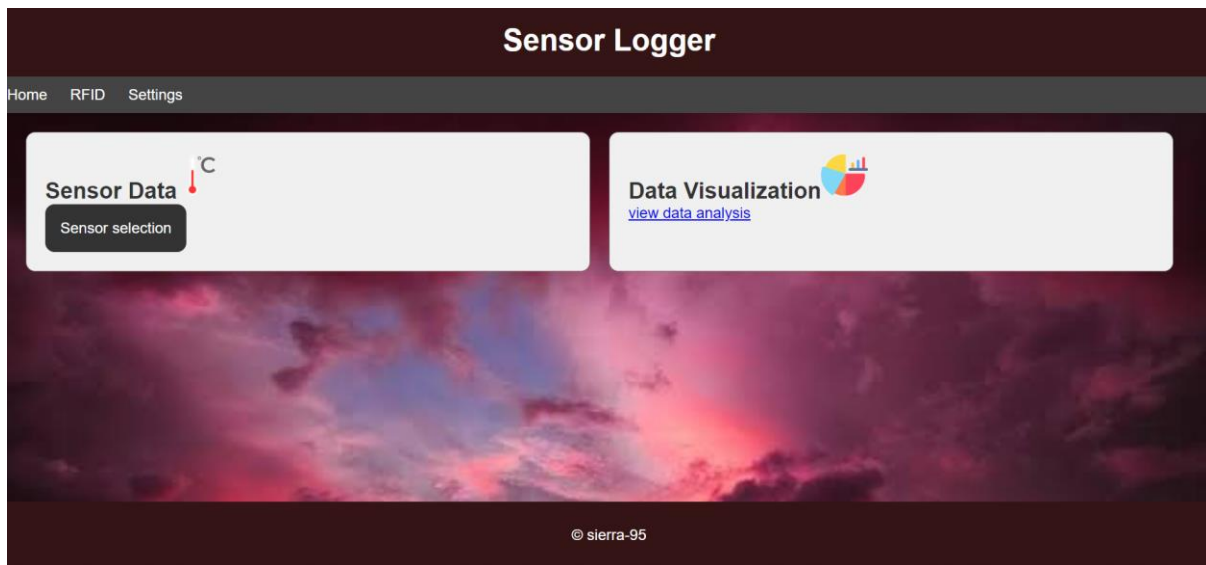 Sensor Logger
Home RFID Settings
°C
Sensor Data
Sensor selection
Data Visualization
view data analysis
© sierra-95